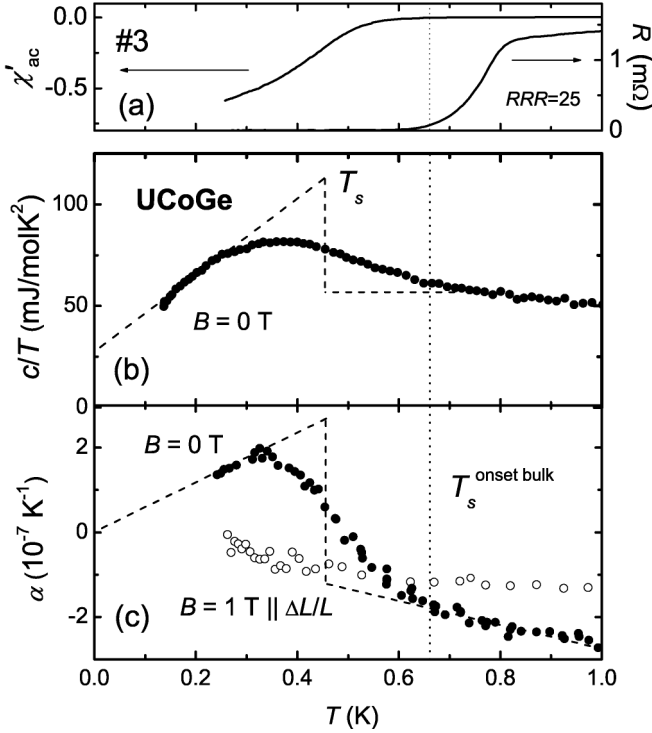 0.0
-0.5
χ'ac
#3
(a)
RRR=25
1
0
R (mΩ)
100
50
0
c/T (mJ/molK²)
UCoGe
Tₛ
B = 0 T
(b)
2
0
-2
α (10⁻⁷ K⁻¹)
B = 0 T
Tₛ onset bulk
B = 1 T || ΔL/L
(c)
0.0 0.2 0.4 0.6 0.8 1.0
T (K)